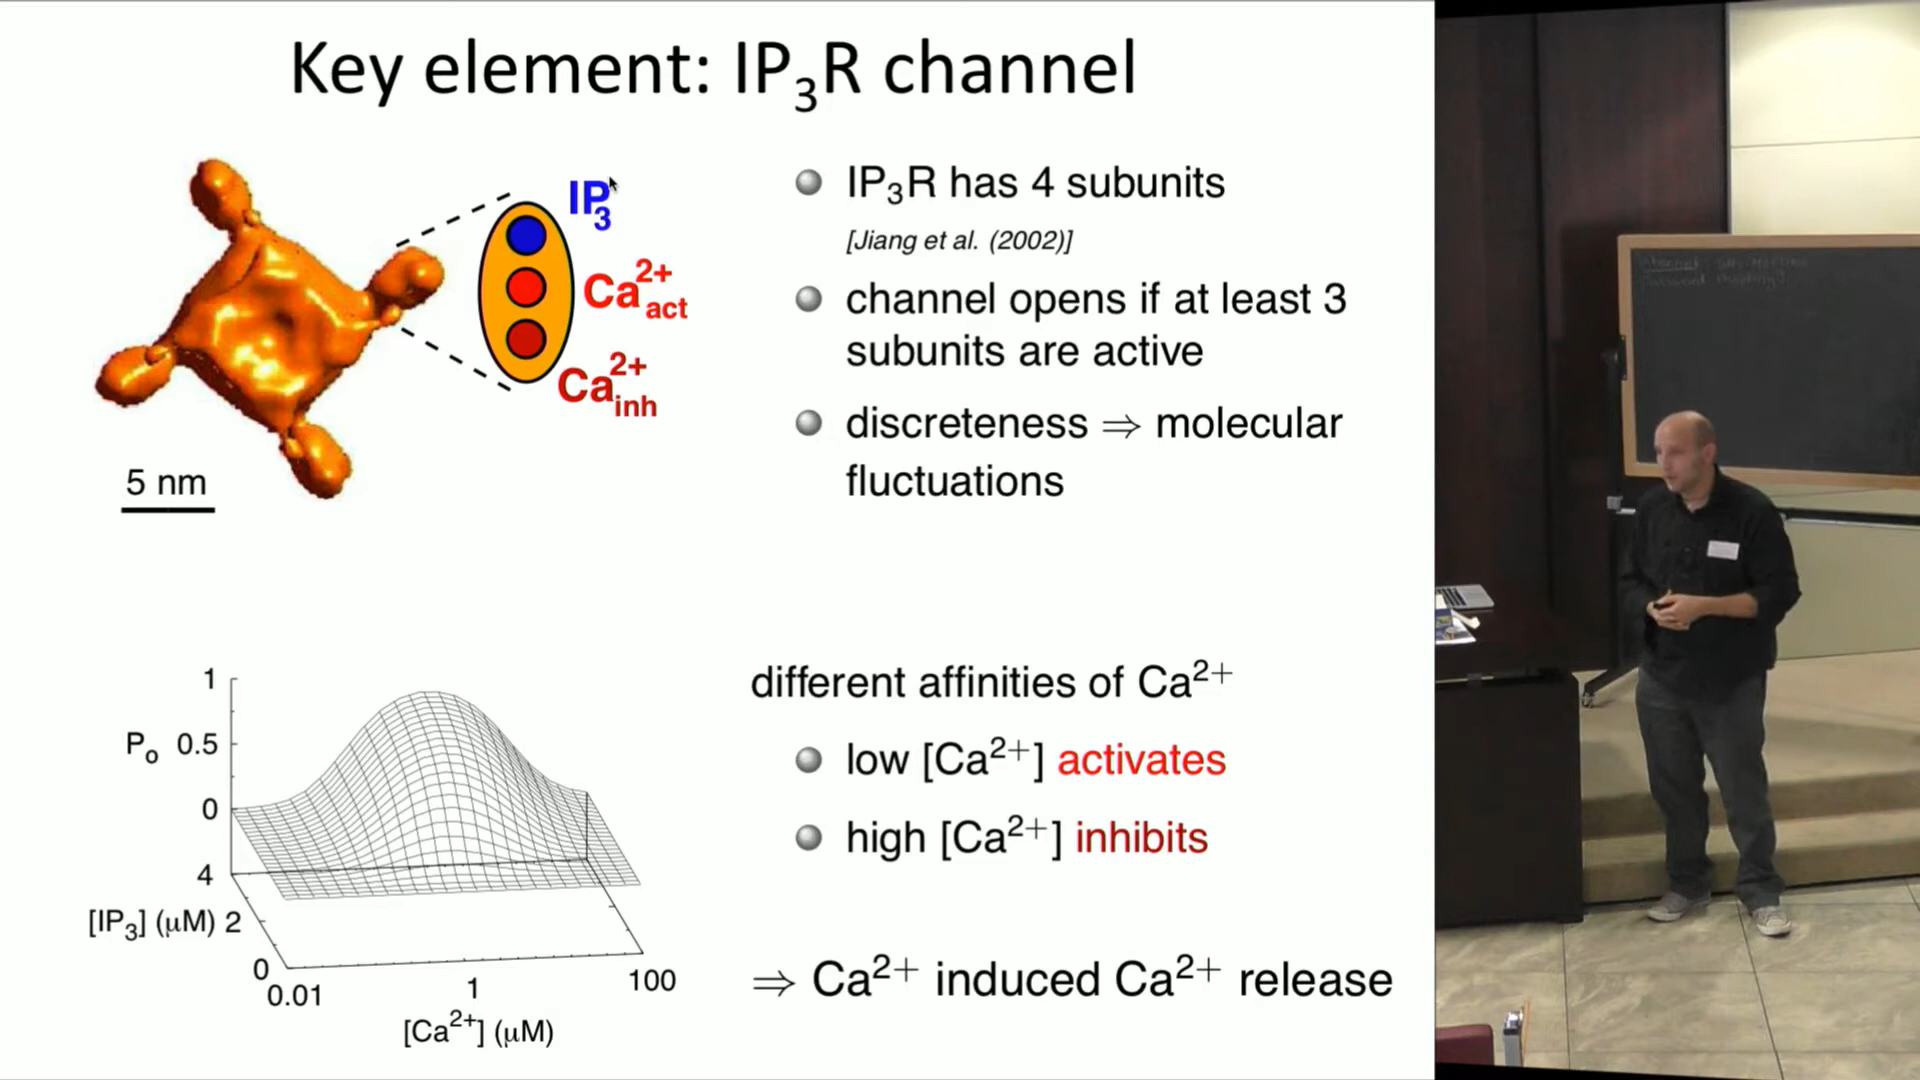 Key element: IP₃R channel
IP₃
Ca²⁺act
Ca²⁺inh
5 nm
IP₃R has 4 subunits
[Jiang et al. (2002)]
channel opens if at least 3
subunits are active
discreteness ⇒ molecular
fluctuations
1
Pₒ 0.5
0
4
[IP₃] (μM) 2
0
0.01
1
100
[Ca²⁺] (μM)
different affinities of Ca²⁺
low [Ca²⁺] activates
high [Ca²⁺] inhibits
⇒ Ca²⁺ induced Ca²⁺ release